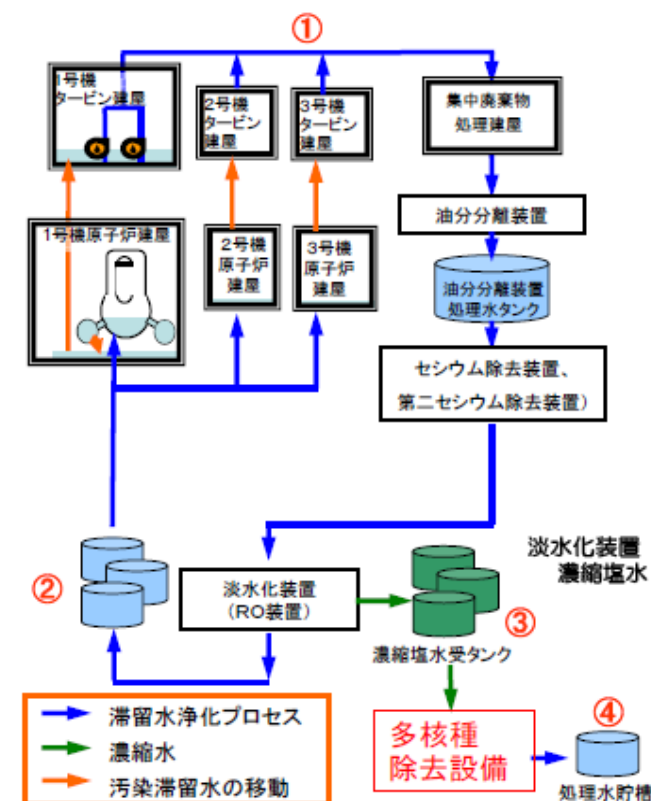 ①
1号機
タービン建屋
2号機
タービン
建屋
3号機
タービン
建屋
集中廃棄物
処理建屋
油分分離装置
1号機原子炉建屋
2号機
原子炉
建屋
3号機
原子炉
建屋
油分分離装置
処理水タンク
セシウム除去装置、
第二セシウム除去装置）
②
淡水化装置
（RO装置）
淡水化装置
濃縮塩水
③
濃縮塩水受タンク
滞留水浄化プロセス
濃縮水
汚染滞留水の移動
多核種
除去設備
④
処理水貯槽